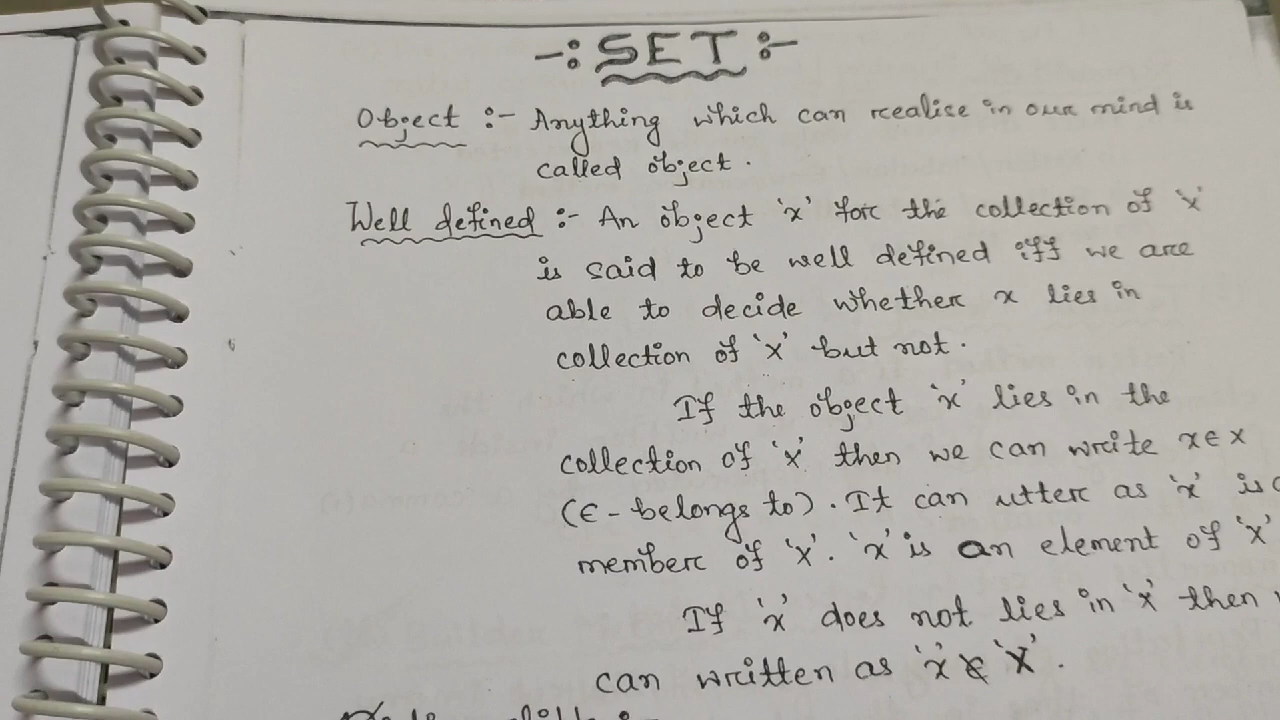 -: SET :-
Object :- Anything which can realise in our mind is
called object.
Well defined :- An object 'x' for the collection of 'X'
is said to be well defined iff we are
able to decide whether x lies in
collection of 'X' but not.
If the object 'x' lies in the
collection of 'X' then we can write x∈X
(∈ - belongs to). It can utter as 'x' is a
member of 'X'. 'x' is an element of 'X'
If 'x' does not lies in 'X' then
can written as 'x' ∉ 'X'.